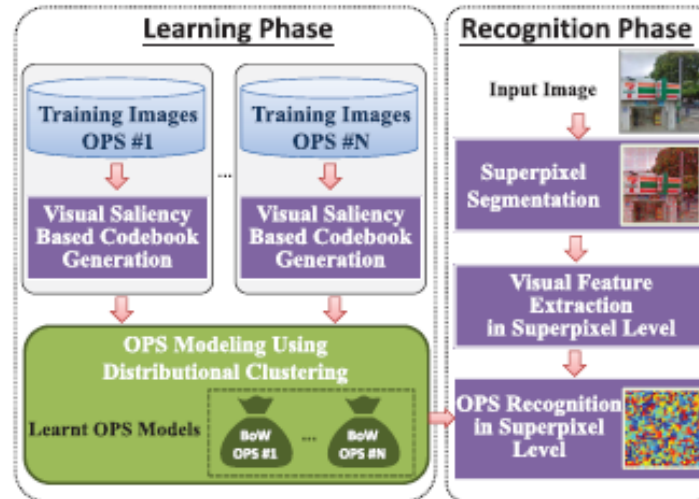 Learning Phase
Training Images
OPS #1
...
Training Images
OPS #N
Visual Saliency
Based Codebook
Generation
Visual Saliency
Based Codebook
Generation
OPS Modeling Using
Distributional Clustering
Learnt OPS Models
BoW
OPS #1
...
BoW
OPS #N
Recognition Phase
Input Image
Superpixel
Segmentation
Visual Feature
Extraction
in Superpixel Level
OPS Recognition
in Superpixel
Level